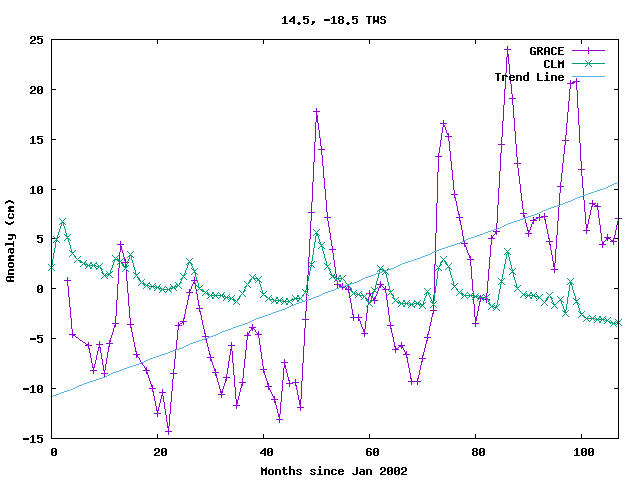 14.5, -18.5 TWS
GRACE
CLM
Trend Line
25
20
15
10
5
0
-5
-10
-15
Anomaly (cm)
0 20 40 60 80 100
Months since Jan 2002